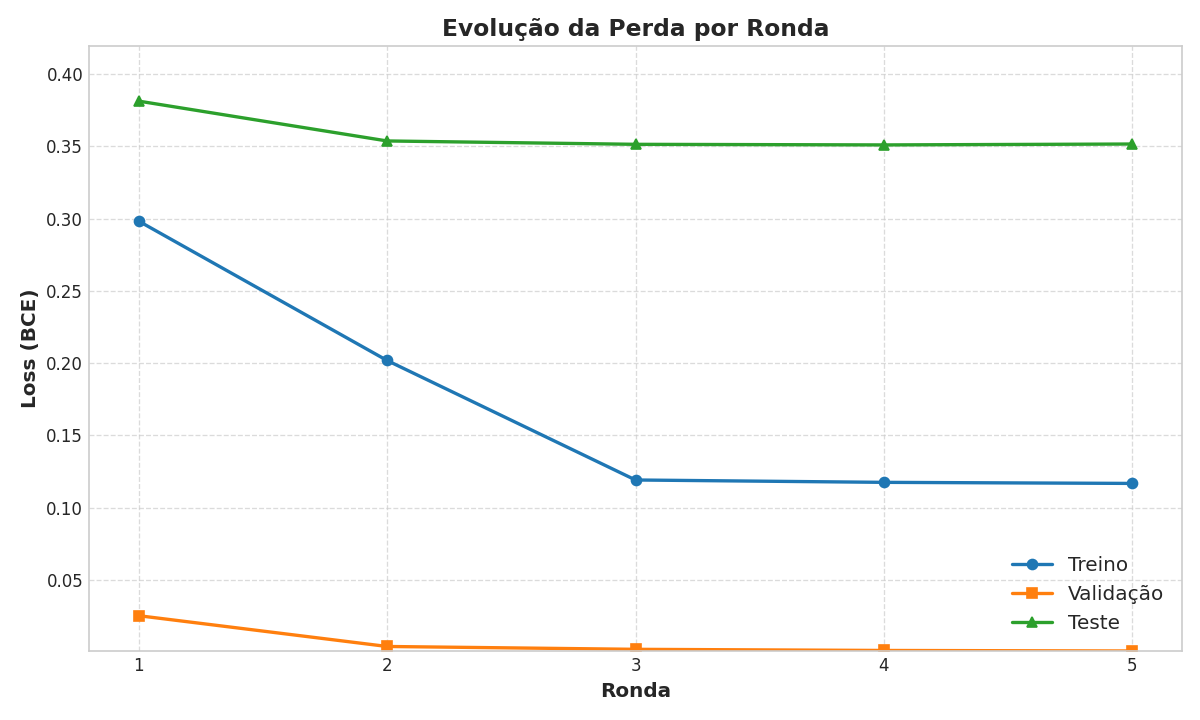 Evolução da Perda por Ronda
Loss (BCE)
0.40
0.35
0.30
0.25
0.20
0.15
0.10
0.05
Treino
Validação
Teste
1 2 3 4 5
Ronda